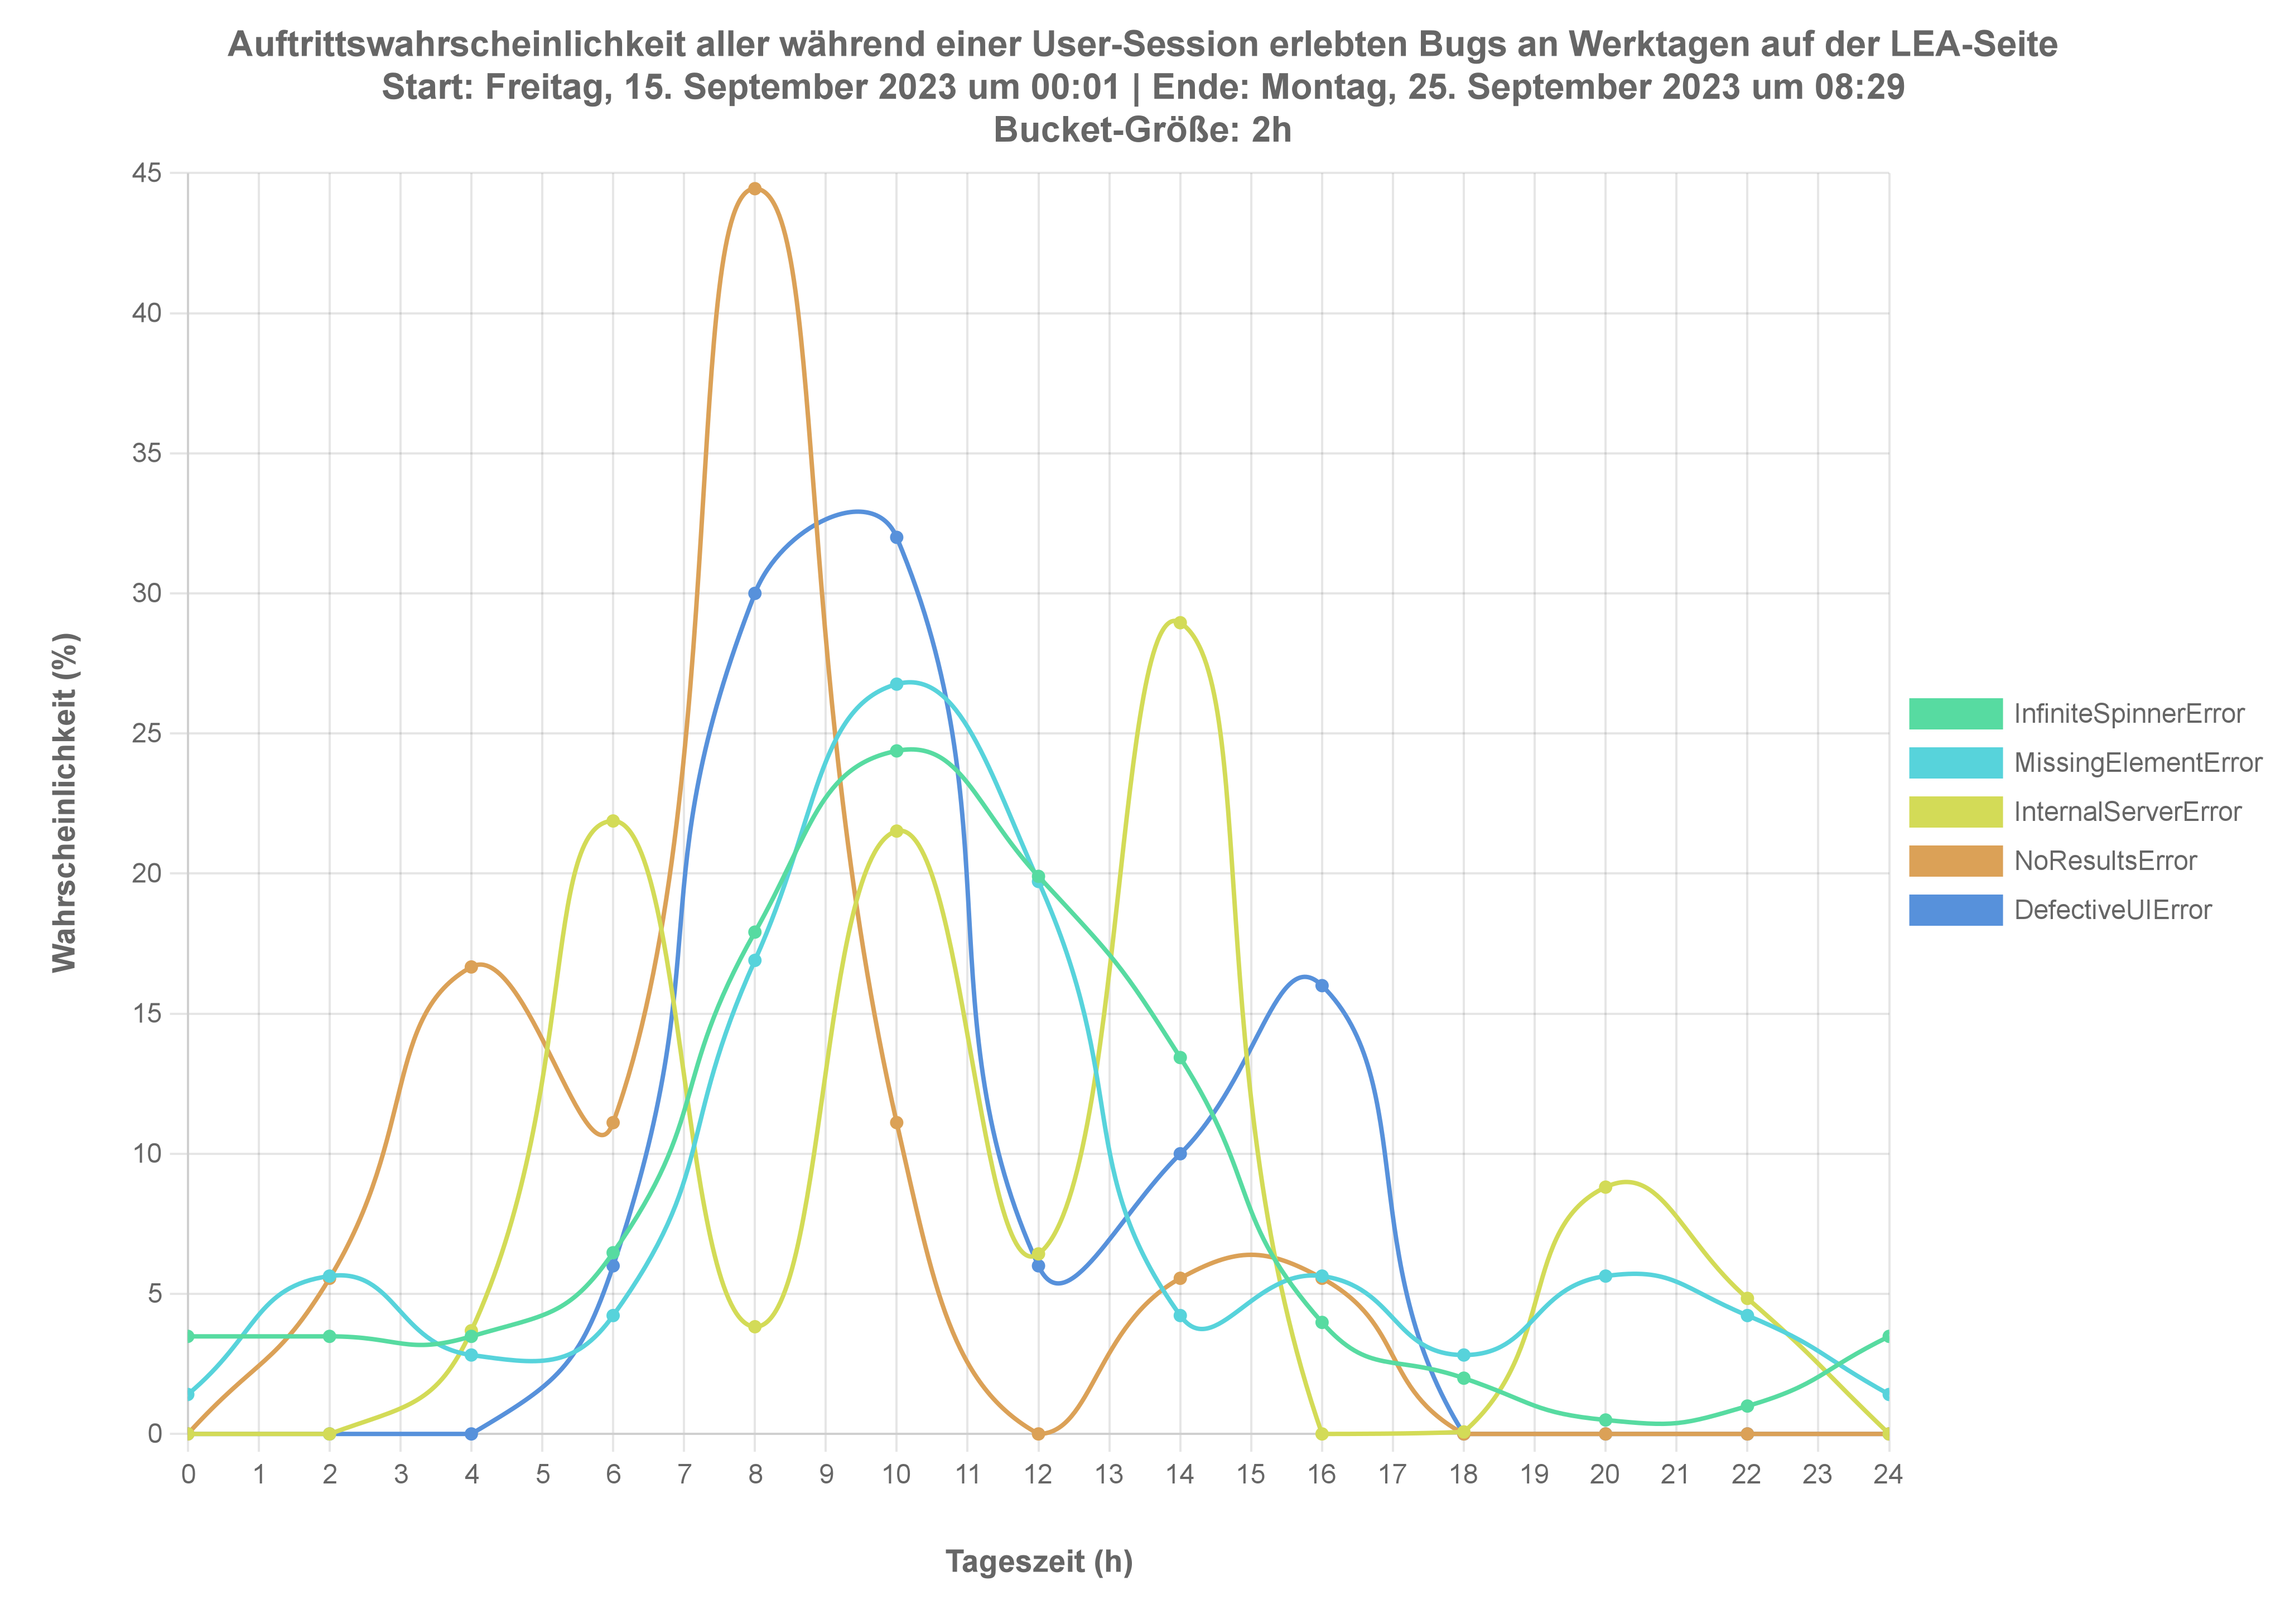 Auftrittswahrscheinlichkeit aller während einer User-Session erlebten Bugs an Werktagen auf der LEA-Seite
Start: Freitag, 15. September 2023 um 00:01 | Ende: Montag, 25. September 2023 um 08:29
Bucket-Größe: 2h
45
40
35
30
25
20
15
10
5
0
Wahrscheinlichkeit (%)
0 1 2 3 4 5 6 7 8 9 10 11 12 13 14 15 16 17 18 19 20 21 22 23 24
Tageszeit (h)
InfiniteSpinnerError
MissingElementError
InternalServerError
NoResultsError
DefectiveUIError